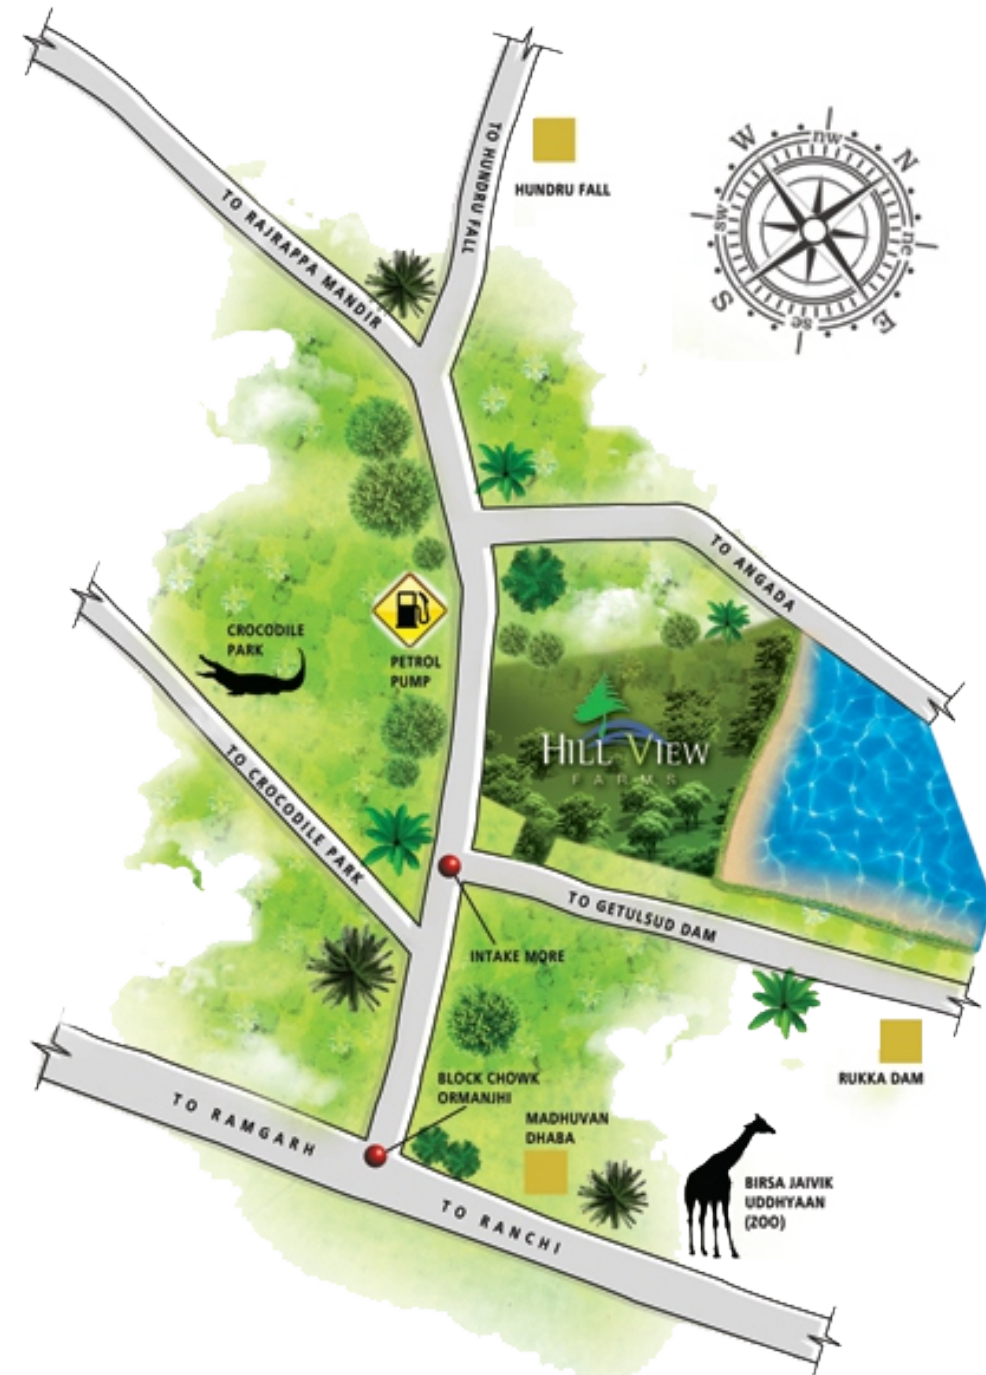 TO HUNDRU FALL
HUNDRU FALL
W
nw
N
sw
ne
S
se
E
TO RAJRAPPA MANDIR
TO ANGADA
CROCODILE
PARK
PETROL
PUMP
HILL VIEW
FARMS
TO CROCODILE PARK
TO GETULSUD DAM
INTAKE MORE
RUKKA DAM
BLOCK CHOWK
ORMANJHI
MADHUVAN
DHABA
TO RAMGARH
BIRSA JAIVIK
UDDHYAAN
(ZOO)
TO RANCHI